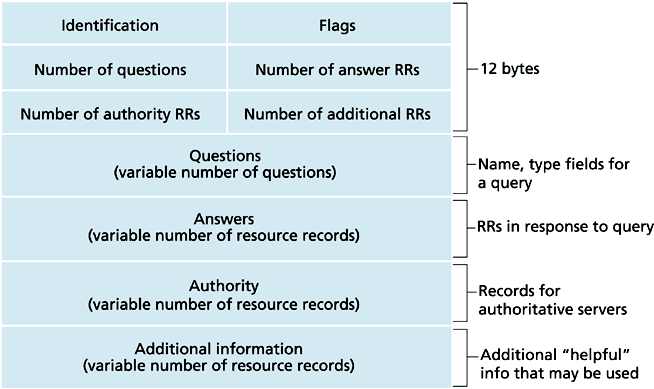 Identification
Flags
12 bytes
Number of questions
Number of answer RRs
Number of authority RRs
Number of additional RRs
Questions
(variable number of questions)
Name, type fields for
a query
Answers
(variable number of resource records)
RRs in response to query
Authority
(variable number of resource records)
Records for
authoritative servers
Additional information
(variable number of resource records)
Additional “helpful”
info that may be used